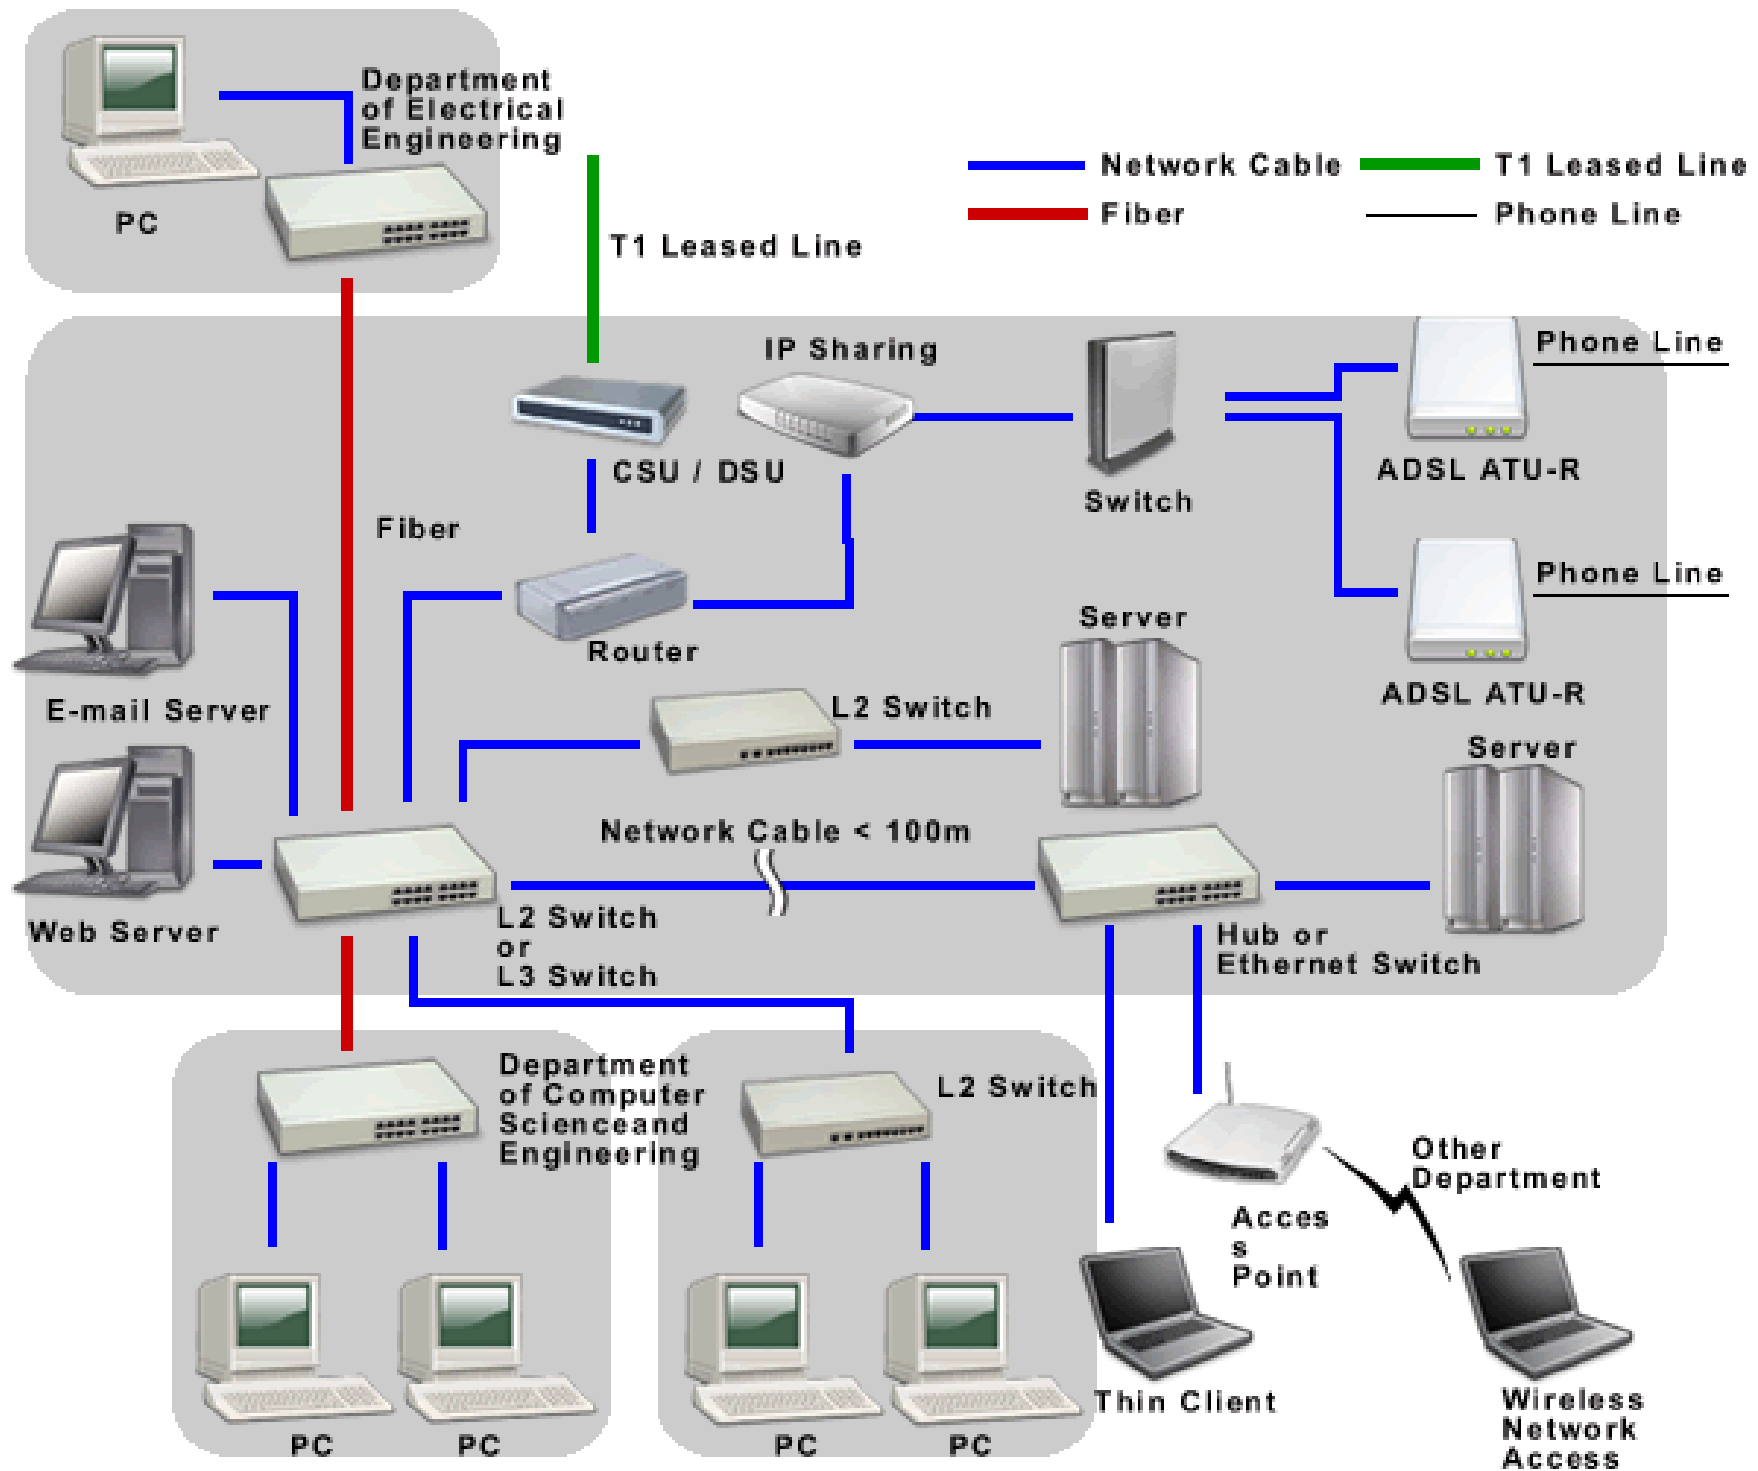 Department
of Electrical
Engineering
PC
Network Cable
T1 Leased Line
Fiber
Phone Line
T1 Leased Line
IP Sharing
Phone Line
CSU / DSU
Switch
ADSL ATU-R
Fiber
Phone Line
Router
Server
E-mail Server
L2 Switch
ADSL ATU-R
Server
Network Cable < 100m
Web Server
L2 Switch
or
L3 Switch
Hub or
Ethernet Switch
Department
of Computer
Scienceand
Engineering
L2 Switch
Other
Department
Acces
s
Point
Thin Client
Wireless
Network
Access
PC
PC
PC
PC